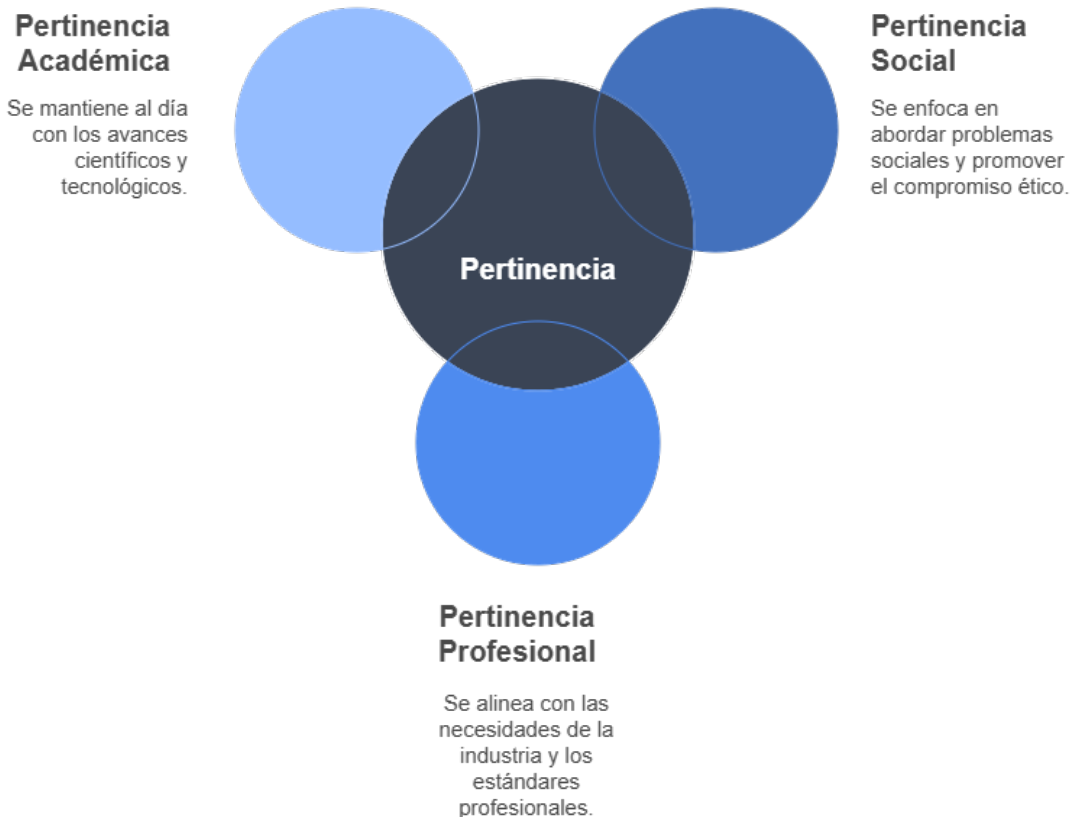 Pertinencia
Académica
Se mantiene al día
con los avances
científicos y
tecnológicos.
Pertinencia
Social
Se enfoca en
abordar problemas
sociales y promover
el compromiso ético.
Pertinencia
Pertinencia
Profesional
Se alinea con las
necesidades de la
industria y los
estándares
profesionales.